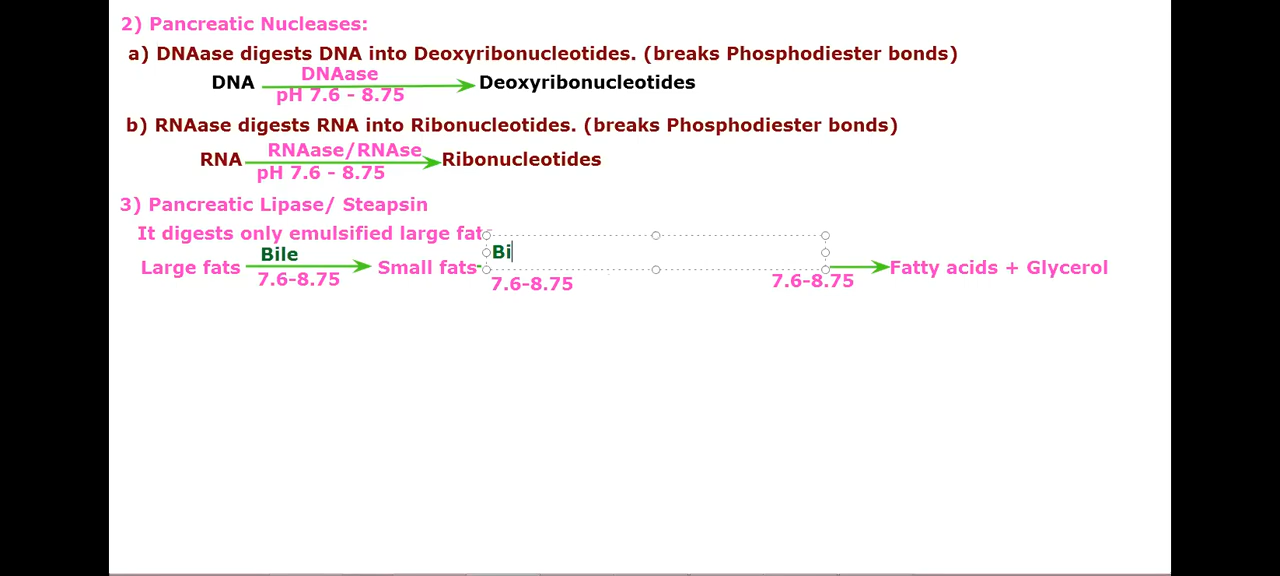 2) Pancreatic Nucleases:
a) DNAase digests DNA into Deoxyribonucleotides. (breaks Phosphodiester bonds)
DNAase
DNA Deoxyribonucleotides
pH 7.6 - 8.75
b) RNAase digests RNA into Ribonucleotides. (breaks Phosphodiester bonds)
RNAase/RNAse
RNA Ribonucleotides
pH 7.6 - 8.75
3) Pancreatic Lipase/ Steapsin
It digests only emulsified large fat
Bile Bi
Large fats Small fats Fatty acids + Glycerol
7.6-8.75 7.6-8.75 7.6-8.75